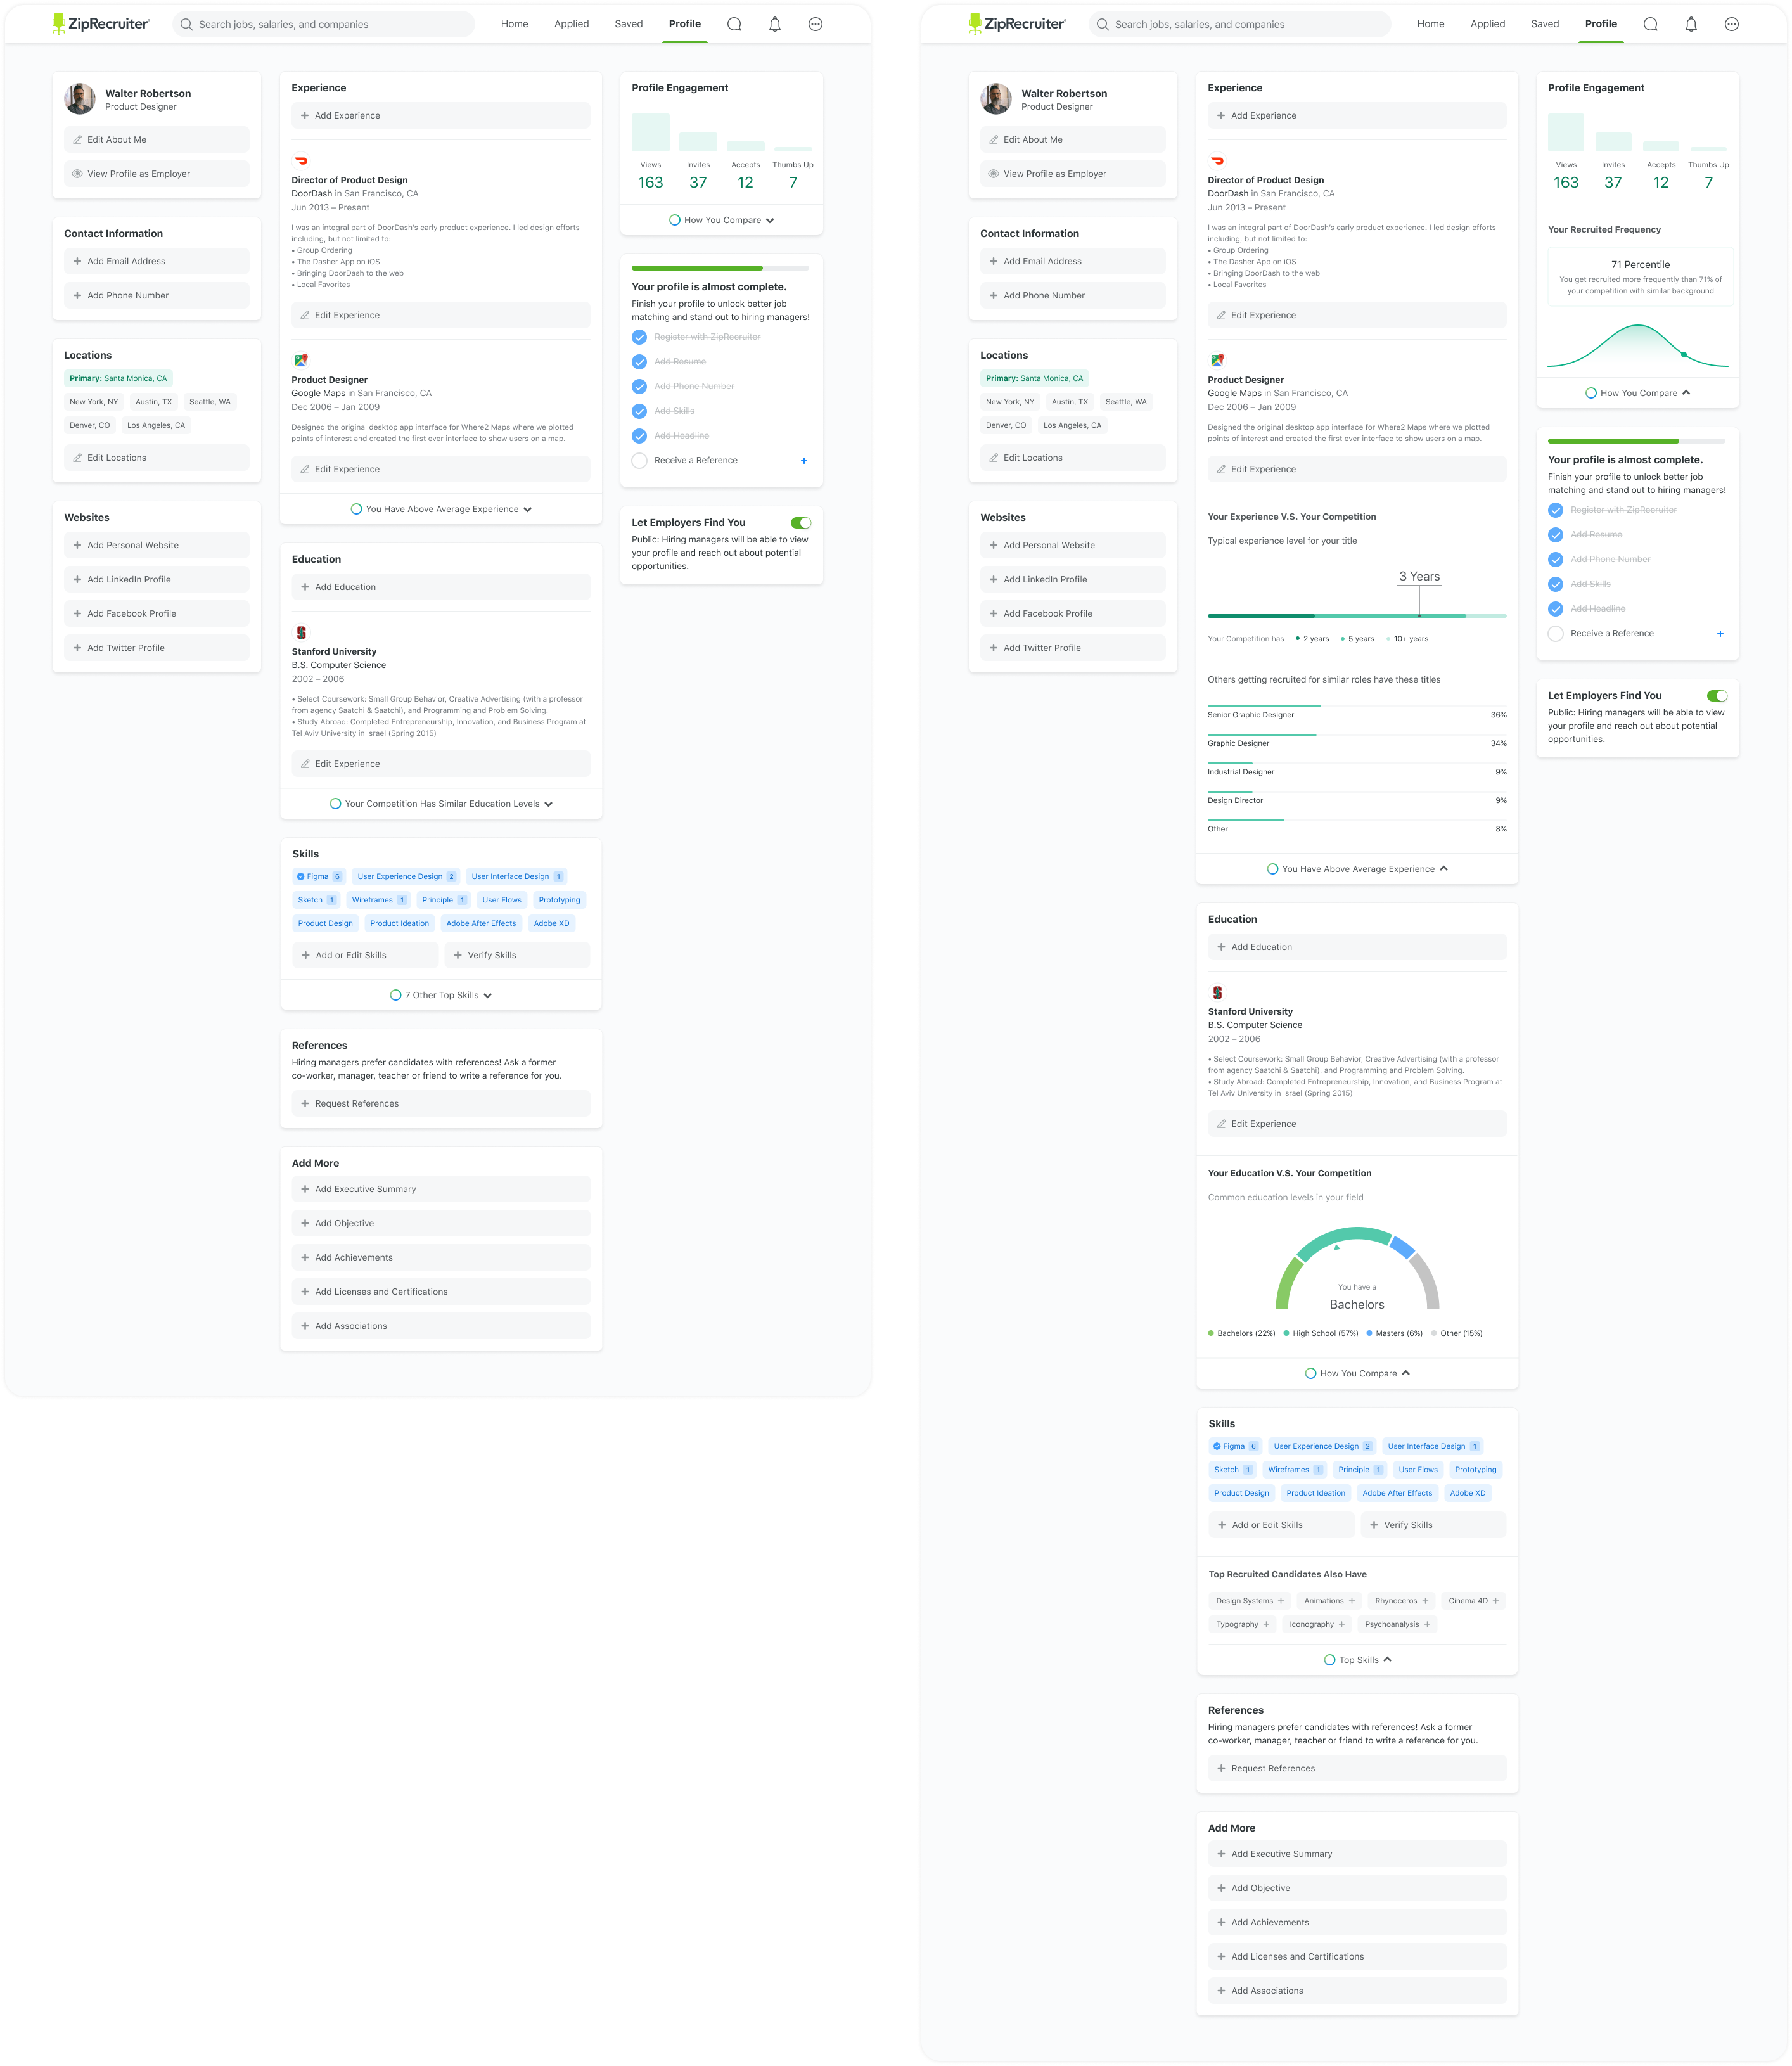 ZipRecruiter
Search jobs, salaries, and companies
Home
Applied
Saved
Profile
Walter Robertson
Product Designer
Edit About Me
View Profile as Employer
Contact Information
+ Add Email Address
+ Add Phone Number
Locations
Primary: Santa Monica, CA
New York, NY
Austin, TX
Seattle, WA
Denver, CO
Los Angeles, CA
Edit Locations
Websites
+ Add Personal Website
+ Add LinkedIn Profile
+ Add Facebook Profile
+ Add Twitter Profile
Experience
+ Add Experience
Director of Product Design
DoorDash in San Francisco, CA
Jun 2013 – Present
I was an integral part of DoorDash's early product experience. I led design efforts
including, but not limited to:
• Group Ordering
• The Dasher App on iOS
• Bringing DoorDash to the web
• Local Favorites
Edit Experience
Product Designer
Google Maps in San Francisco, CA
Dec 2006 – Jan 2009
Designed the original desktop app interface for Where2 Maps where we plotted
points of interest and created the first ever interface to show users on a map.
Edit Experience
You Have Above Average Experience
Education
+ Add Education
Stanford University
B.S. Computer Science
2002 – 2006
• Select Coursework: Small Group Behavior, Creative Advertising (with a professor
from agency Saatchi & Saatchi), and Programming and Problem Solving.
• Study Abroad: Completed Entrepreneurship, Innovation, and Business Program at
Tel Aviv University in Israel (Spring 2015)
Edit Experience
Your Competition Has Similar Education Levels
Skills
Figma 6
User Experience Design 2
User Interface Design 1
Sketch 1
Wireframes 1
Principle 1
User Flows
Prototyping
Product Design
Product Ideation
Adobe After Effects
Adobe XD
+ Add or Edit Skills
+ Verify Skills
7 Other Top Skills
References
Hiring managers prefer candidates with references! Ask a former
co-worker, manager, teacher or friend to write a reference for you.
+ Request References
Add More
+ Add Executive Summary
+ Add Objective
+ Add Achievements
+ Add Licenses and Certifications
+ Add Associations
Profile Engagement
Views
Invites
Accepts
Thumbs Up
163
37
12
7
How You Compare
Your profile is almost complete.
Finish your profile to unlock better job
matching and stand out to hiring managers!
Register with ZipRecruiter
Add Resume
Add Phone Number
Add Skills
Add Headline
Receive a Reference +
Let Employers Find You
Public: Hiring managers will be able to view
your profile and reach out about potential
opportunities.
ZipRecruiter
Search jobs, salaries, and companies
Home
Applied
Saved
Profile
Walter Robertson
Product Designer
Edit About Me
View Profile as Employer
Contact Information
+ Add Email Address
+ Add Phone Number
Locations
Primary: Santa Monica, CA
New York, NY
Austin, TX
Seattle, WA
Denver, CO
Los Angeles, CA
Edit Locations
Websites
+ Add Personal Website
+ Add LinkedIn Profile
+ Add Facebook Profile
+ Add Twitter Profile
Experience
+ Add Experience
Director of Product Design
DoorDash in San Francisco, CA
Jun 2013 – Present
I was an integral part of DoorDash's early product experience. I led design efforts
including, but not limited to:
• Group Ordering
• The Dasher App on iOS
• Bringing DoorDash to the web
• Local Favorites
Edit Experience
Product Designer
Google Maps in San Francisco, CA
Dec 2006 – Jan 2009
Designed the original desktop app interface for Where2 Maps where we plotted
points of interest and created the first ever interface to show users on a map.
Edit Experience
Your Experience V.S. Your Competition
Typical experience level for your title
3 Years
Your Competition has
2 years
5 years
10+ years
Others getting recruited for similar roles have these titles
Senior Graphic Designer 36%
Graphic Designer 34%
Industrial Designer 9%
Design Director 9%
Other 8%
You Have Above Average Experience
Education
+ Add Education
Stanford University
B.S. Computer Science
2002 – 2006
• Select Coursework: Small Group Behavior, Creative Advertising (with a professor
from agency Saatchi & Saatchi), and Programming and Problem Solving.
• Study Abroad: Completed Entrepreneurship, Innovation, and Business Program at
Tel Aviv University in Israel (Spring 2015)
Edit Experience
Your Education V.S. Your Competition
Common education levels in your field
You have a
Bachelors
Bachelors (22%)
High School (57%)
Masters (6%)
Other (15%)
How You Compare
Skills
Figma 6
User Experience Design 2
User Interface Design 1
Sketch 1
Wireframes 1
Principle 1
User Flows
Prototyping
Product Design
Product Ideation
Adobe After Effects
Adobe XD
+ Add or Edit Skills
+ Verify Skills
Top Recruited Candidates Also Have
Design Systems +
Animations +
Rhynoceros +
Cinema 4D +
Typography +
Iconography +
Psychoanalysis +
Top Skills
References
Hiring managers prefer candidates with references! Ask a former
co-worker, manager, teacher or friend to write a reference for you.
+ Request References
Add More
+ Add Executive Summary
+ Add Objective
+ Add Achievements
+ Add Licenses and Certifications
+ Add Associations
Profile Engagement
Views
Invites
Accepts
Thumbs Up
163
37
12
7
Your Recruited Frequency
71 Percentile
You get recruited more frequently than 71% of
your competition with similar background
How You Compare
Your profile is almost complete.
Finish your profile to unlock better job
matching and stand out to hiring managers!
Register with ZipRecruiter
Add Resume
Add Phone Number
Add Skills
Add Headline
Receive a Reference +
Let Employers Find You
Public: Hiring managers will be able to view
your profile and reach out about potential
opportunities.